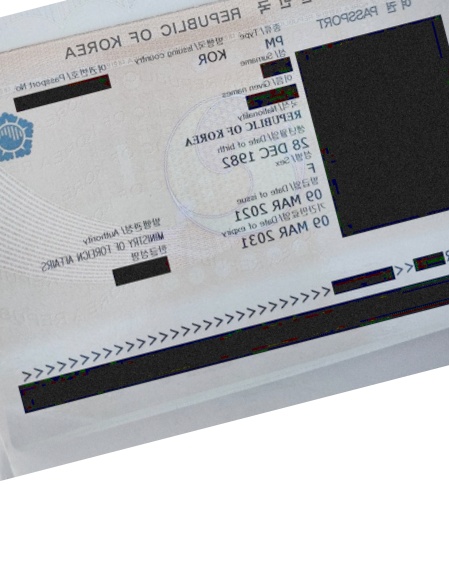 여권 PASSPORT
REPUBLIC OF KOREA
종류/Type 발행국/Issuing country 여권번호/Passport No
PM KOR
성/Surname
이름/Given names
국적/Nationality
REPUBLIC OF KOREA
생년월일/Date of birth
28 DEC 1982
성별/Sex
F
발급일/Date of issue 발행관청/Authority
09 MAR 2021 MINISTRY OF FOREIGN AFFAIRS
기간만료일/Date of expiry 한글성명
09 MAR 2031